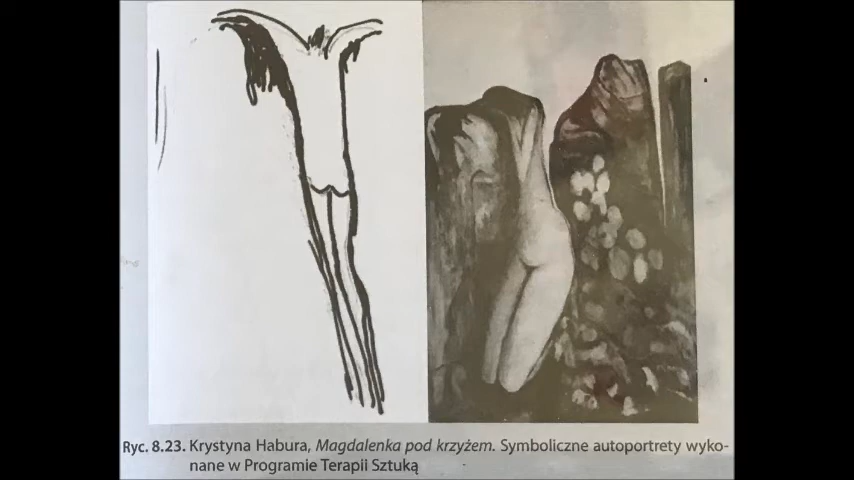 Ryc. 8.23. Krystyna Habura, Magdalenka pod krzyżem. Symboliczne autoportrety wyko-
nane w Programie Terapii Sztuką